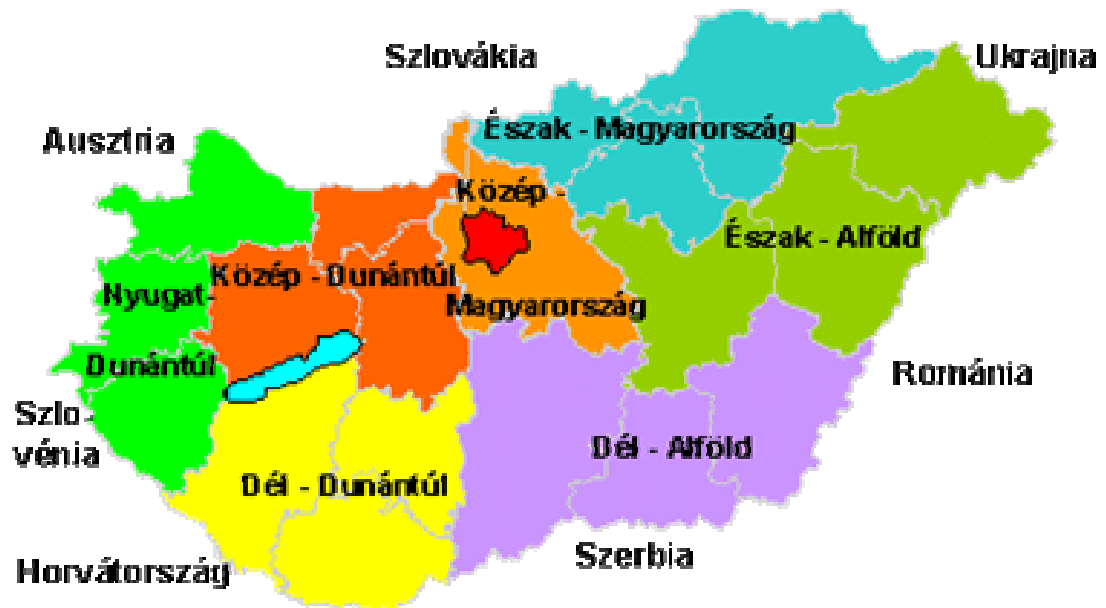 Szlovákia
Ukrajna
Ausztria
Észak - Magyarország
Közép -
Magyarország
Észak - Alföld
Közép - Dunántúl
Nyugat-
Dunántúl
Románia
Szlo-
vénia
Dél - Alföld
Dél - Dunántúl
Szerbia
Horvátország